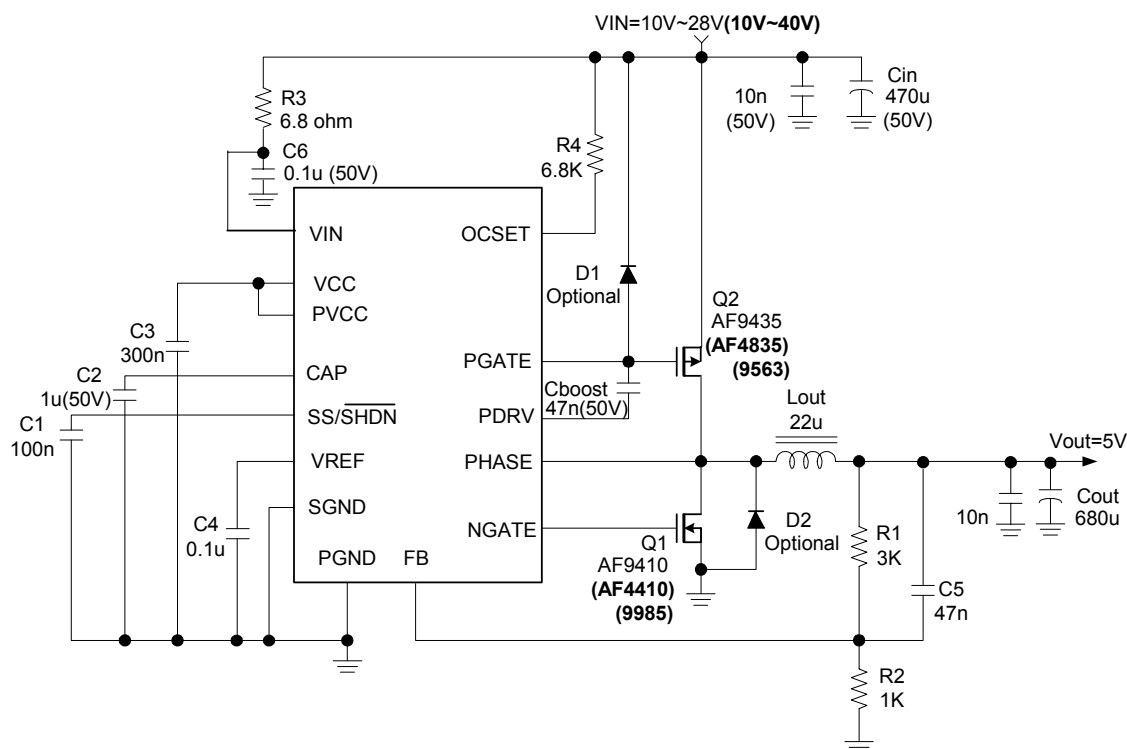 VIN=10V~28V(10V~40V)
R3
6.8 ohm
C6
0.1u (50V)
R4
6.8K
10n
(50V)
Cin
470u
(50V)
VIN
OCSET
VCC
PVCC
D1
Optional
C3
300n
Q2
AF9435
(AF4835)
(9563)
PGATE
CAP
C2
1u(50V)
Cboost
47n(50V)
Lout
22u
C1
100n
SS/SHDN
PDRV
Vout=5V
VREF
PHASE
SGND
C4
0.1u
NGATE
Q1
AF9410
(AF4410)
(9985)
D2
Optional
R1
3K
10n
Cout
680u
PGND
FB
C5
47n
R2
1K